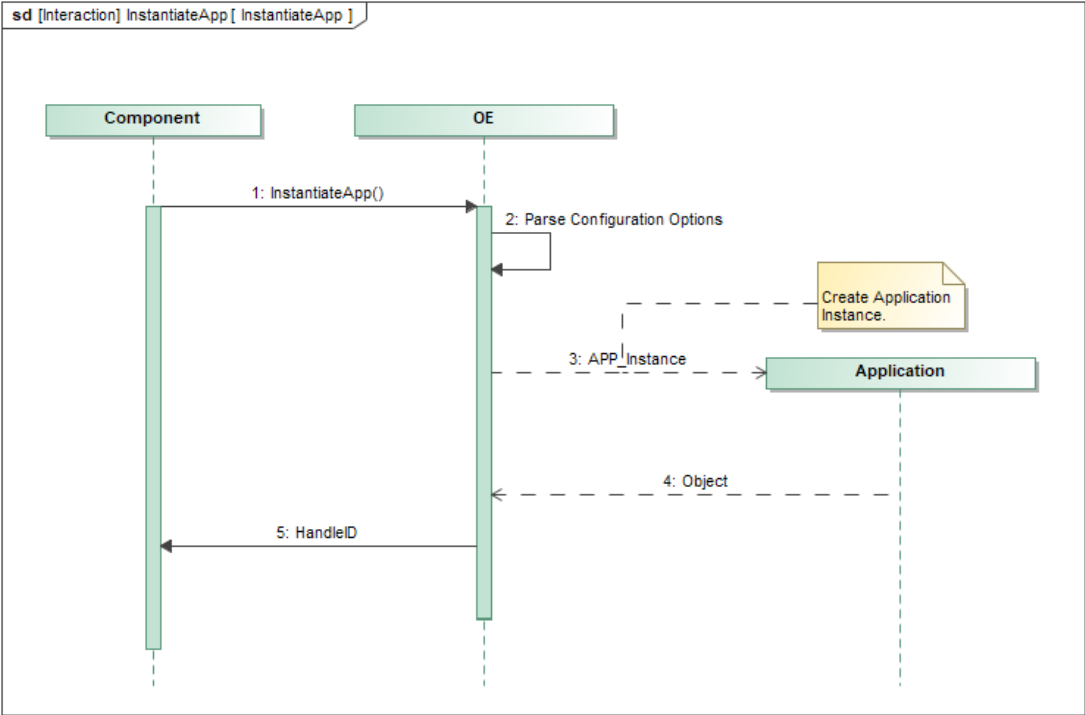 sd [Interaction] InstantiateApp [ InstantiateApp ]
Component
OE
1: InstantiateApp()
2: Parse Configuration Options
Create Application
Instance.
3: APP_Instance
Application
4: Object
5: HandleID